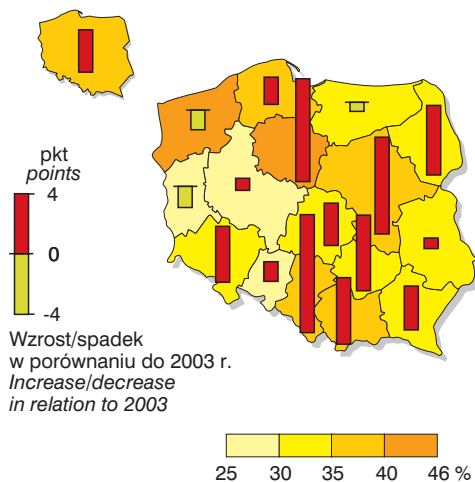 pkt
points
4
0
-4
Wzrost/spadek
w porównaniu do 2003 r.
Increase/decrease
in relation to 2003
25 30 35 40 46 %